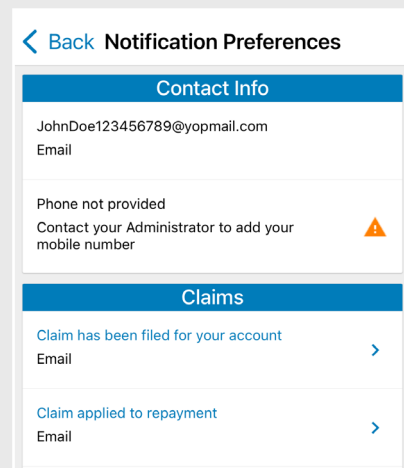 Back Notification Preferences
Contact Info
JohnDoe123456789@yopmail.com
Email
Phone not provided
Contact your Administrator to add your
mobile number
Claims
Claim has been filed for your account
Email
Claim applied to repayment
Email